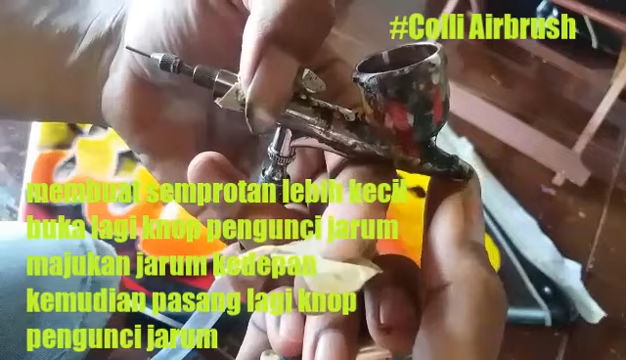 #Colli Airbrush
membuat semprotan lebih kecil
buka lagi knop pengunci jarum
majukan jarum kedepan
kemudian pasang lagi knop
pengunci jarum